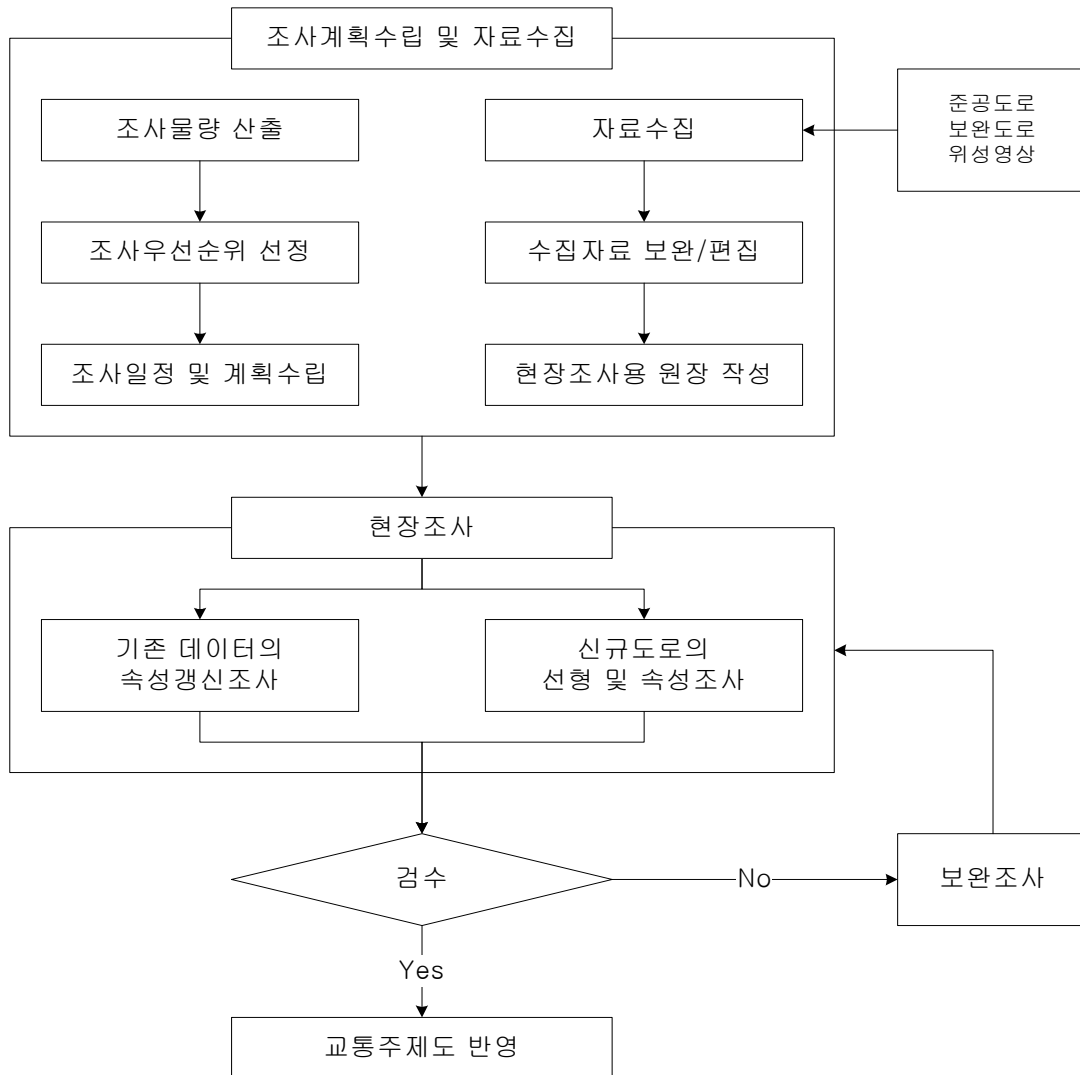 조사계획수립 및 자료수집
조사물량 산출
자료수집
준공도로
보완도로
위성영상
조사우선순위 선정
수집자료 보완/편집
조사일정 및 계획수립
현장조사용 원장 작성
현장조사
기존 데이터의
속성갱신조사
신규도로의
선형 및 속성조사
검수
No
보완조사
Yes
교통주제도 반영